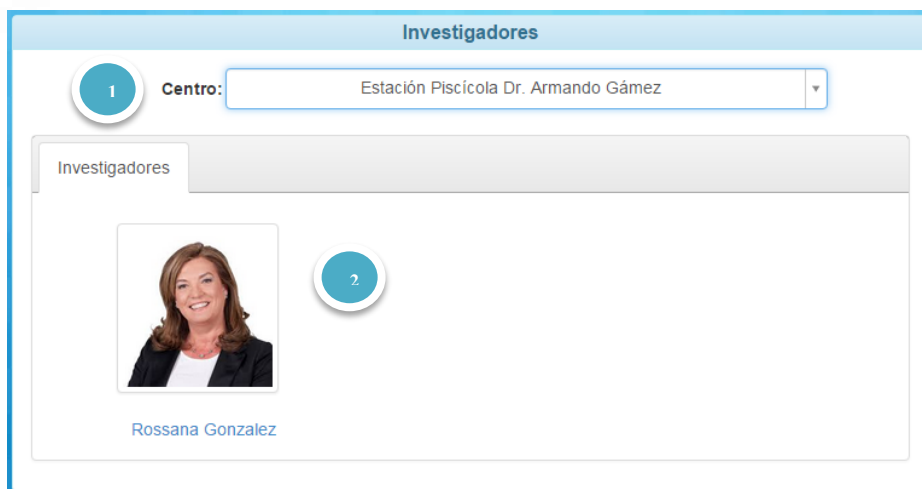 Investigadores
1
Centro: Estación Piscícola Dr. Armando Gámez
Investigadores
2
Rossana Gonzalez